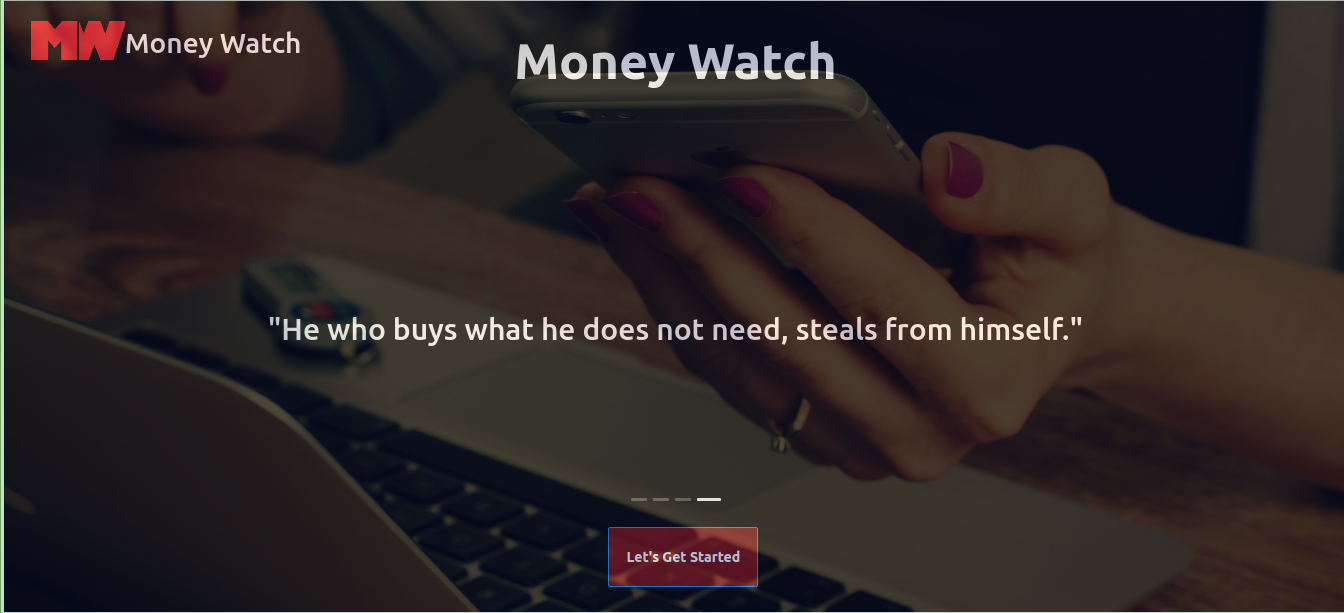 MW Money Watch
Money Watch
"He who buys what he does not need, steals from himself."
Let's Get Started